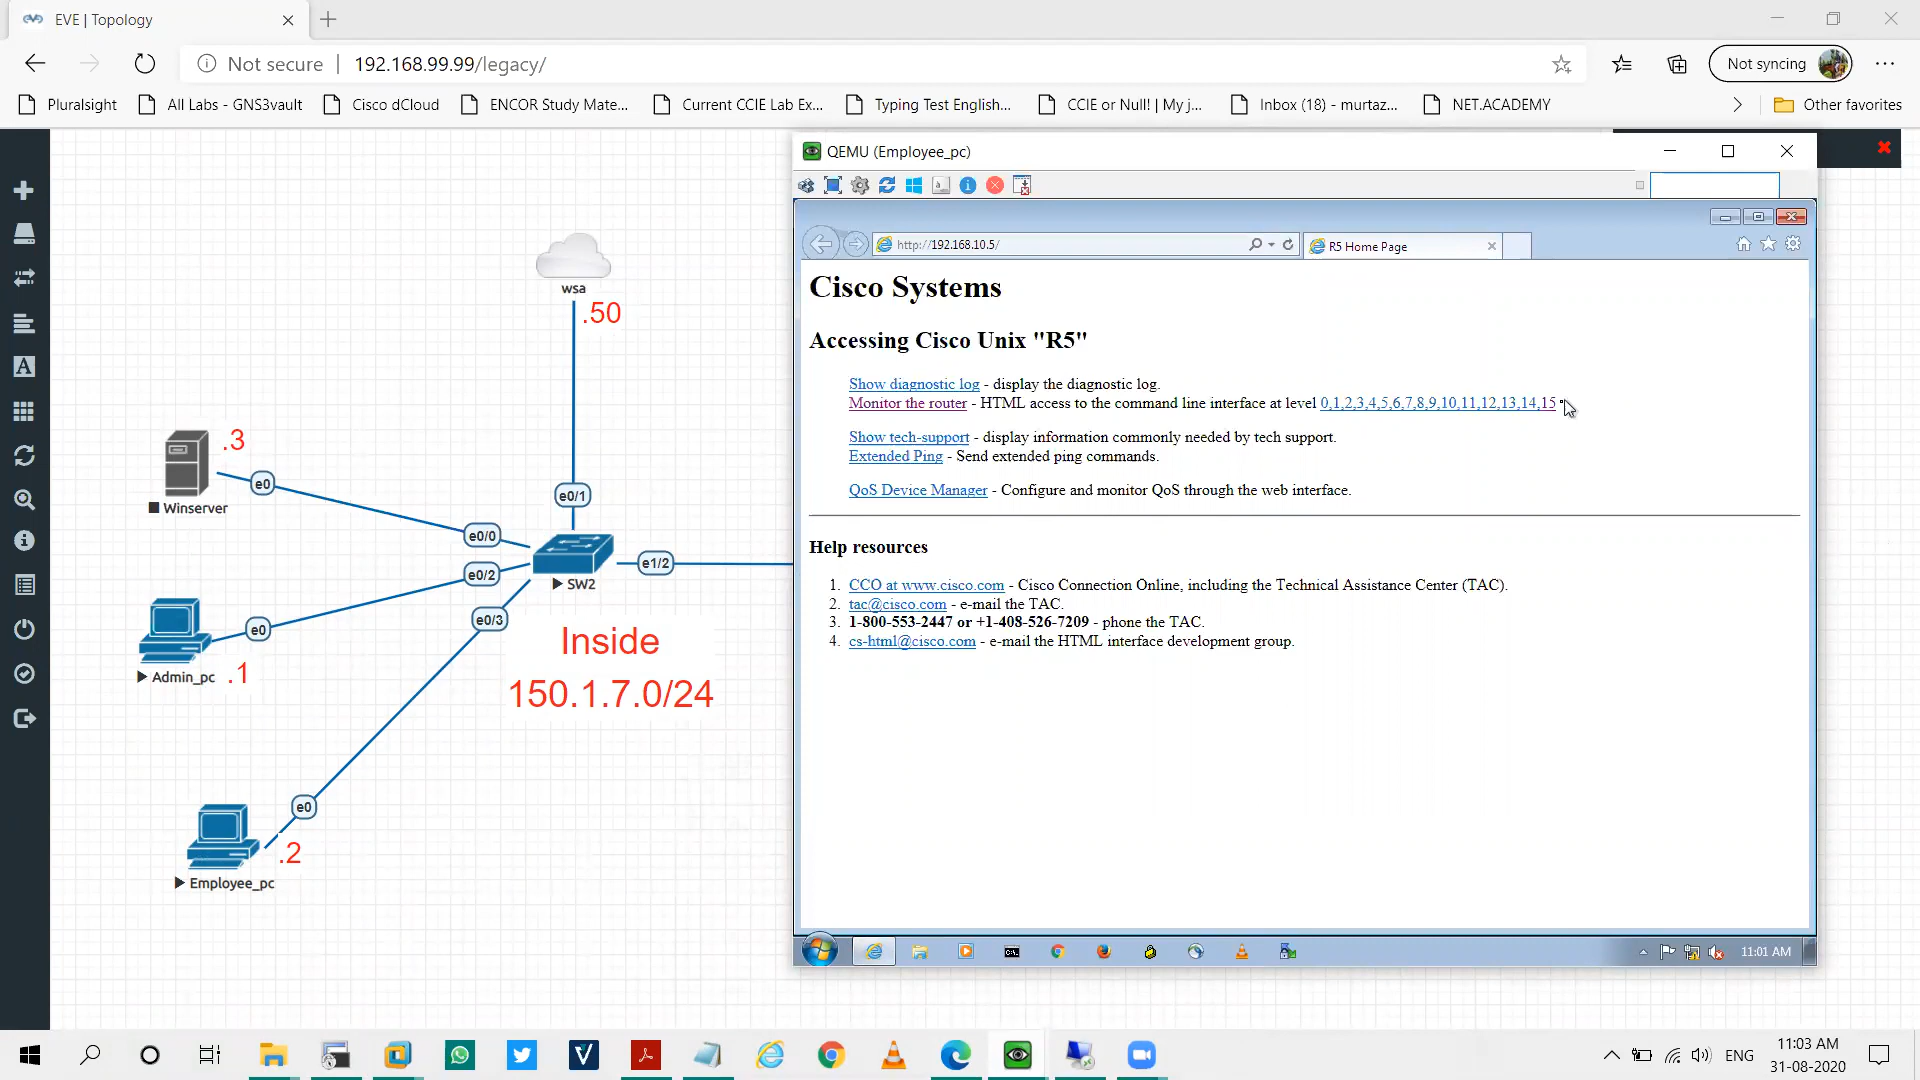 EVE | Topology
Not secure | 192.168.99.99/legacy/
Not syncing
Pluralsight
All Labs - GNS3vault
Cisco dCloud
ENCOR Study Mate...
Current CCIE Lab Ex...
Typing Test English...
CCIE or Null! | My j...
Inbox (18) - murtaz...
NET.ACADEMY
Other favorites
QEMU (Employee_pc)
http://192.168.10.5/
R5 Home Page
Cisco Systems
Accessing Cisco Unix "R5"
Show diagnostic log - display the diagnostic log.
Monitor the router - HTML access to the command line interface at level 0,1,2,3,4,5,6,7,8,9,10,11,12,13,14,15
Show tech-support - display information commonly needed by tech support.
Extended Ping - Send extended ping commands.
QoS Device Manager - Configure and monitor QoS through the web interface.
Help resources
1. CCO at www.cisco.com - Cisco Connection Online, including the Technical Assistance Center (TAC).
2. tac@cisco.com - e-mail the TAC.
3. 1-800-553-2447 or +1-408-526-7209 - phone the TAC.
4. cs-html@cisco.com - e-mail the HTML interface development group.
11:01 AM
wsa
.50
.3
e0
Winserver
e0/1
e0/0
e0/2
SW2
e1/2
e0/3
e0
Admin_pc
.1
Inside
150.1.7.0/24
e0
.2
Employee_pc
ENG
11:03 AM
31-08-2020